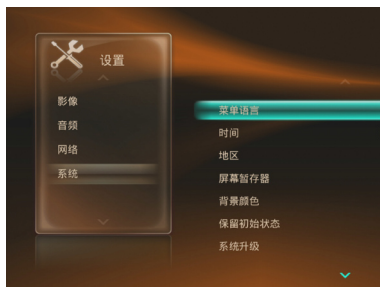 设置
影像
音频
网络
系统
菜单语言
时间
地区
屏幕暂存器
背景颜色
保留初始状态
系统升级